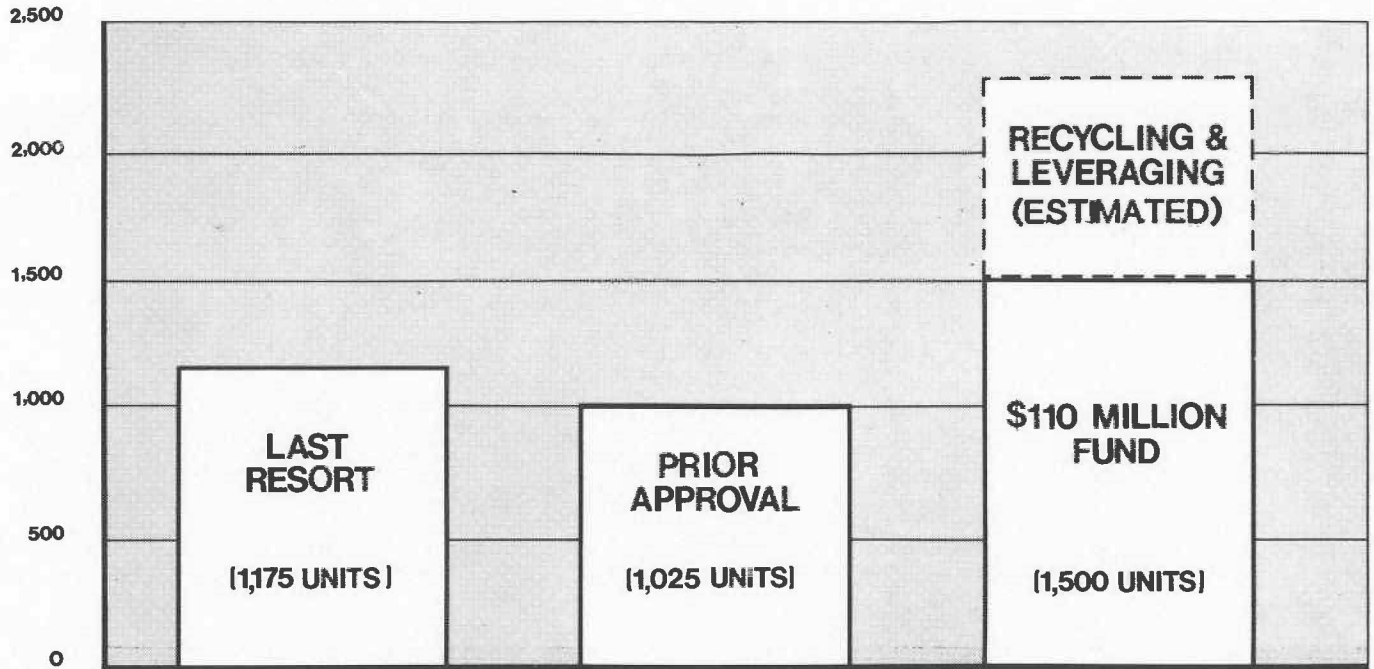 2,500
2,000
1,500
1,000
500
0
LAST
RESORT
(1,175 UNITS)
PRIOR
APPROVAL
(1,025 UNITS)
RECYCLING &
LEVERAGING
(ESTIMATED)
$110 MILLION
FUND
(1,500 UNITS)